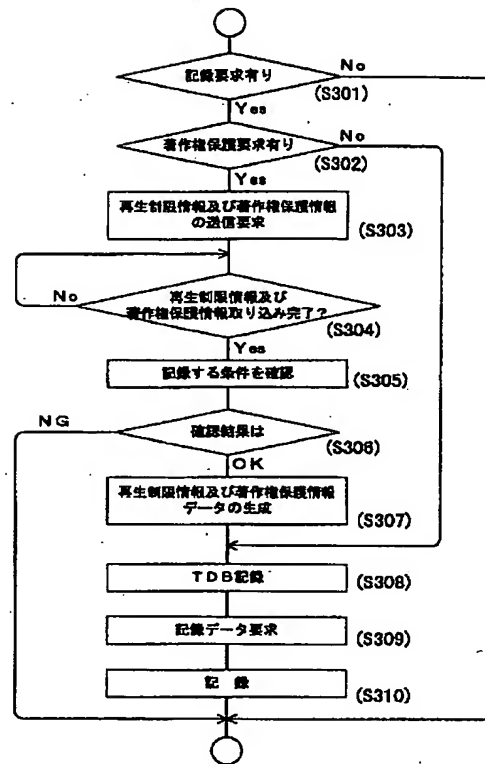 記録要求有り
No
(S301)
Yes
著作権保護要求有り
No
(S302)
Yes
再生制限情報及び著作権保護情報
の送信要求
(S303)
No
再生制限情報及び
著作権保護情報取り込み完了?
(S304)
Yes
記録する条件を確認
(S305)
NG
確認結果は
(S306)
OK
再生制限情報及び著作権保護情報
データの生成
(S307)
TDB記録
(S308)
記録データ要求
(S309)
記 録
(S310)